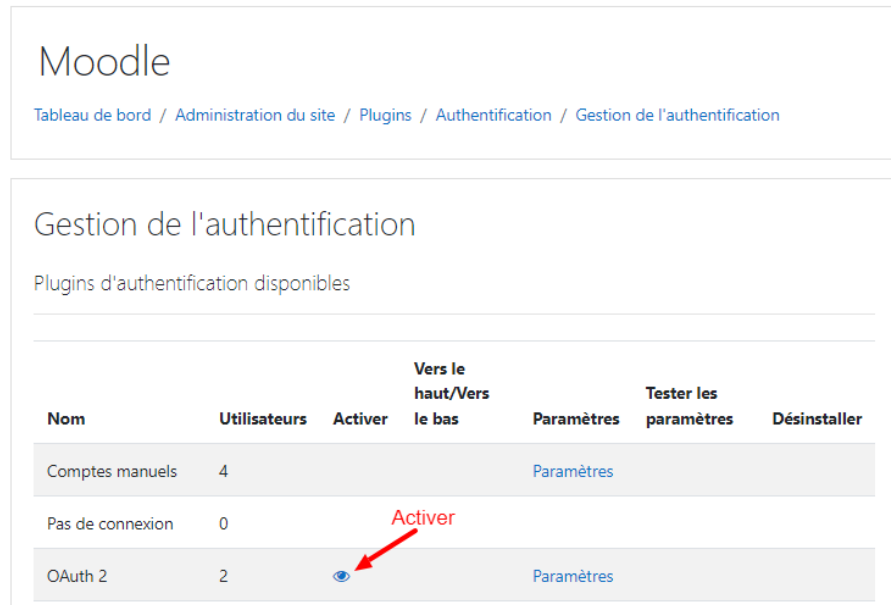 Moodle
Tableau de bord / Administration du site / Plugins / Authentification / Gestion de l'authentification
Gestion de l'authentification
Plugins d'authentification disponibles
Nom Utilisateurs Activer Vers le haut/Vers le bas Paramètres Tester les paramètres Désinstaller
Comptes manuels 4 Paramètres
Pas de connexion 0
Activer
OAuth 2 2 Paramètres